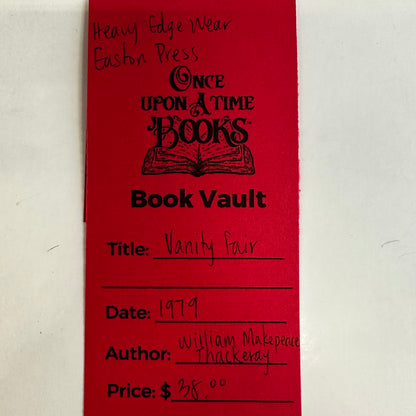 Heavy Edge Wear
Easton Press
ONCE
UPON A TIME
BOOKS
Book Vault
Title: Vanity Fair
Date: 1979
William Makepeace
Author: Thackeray
Price: $ 38.00